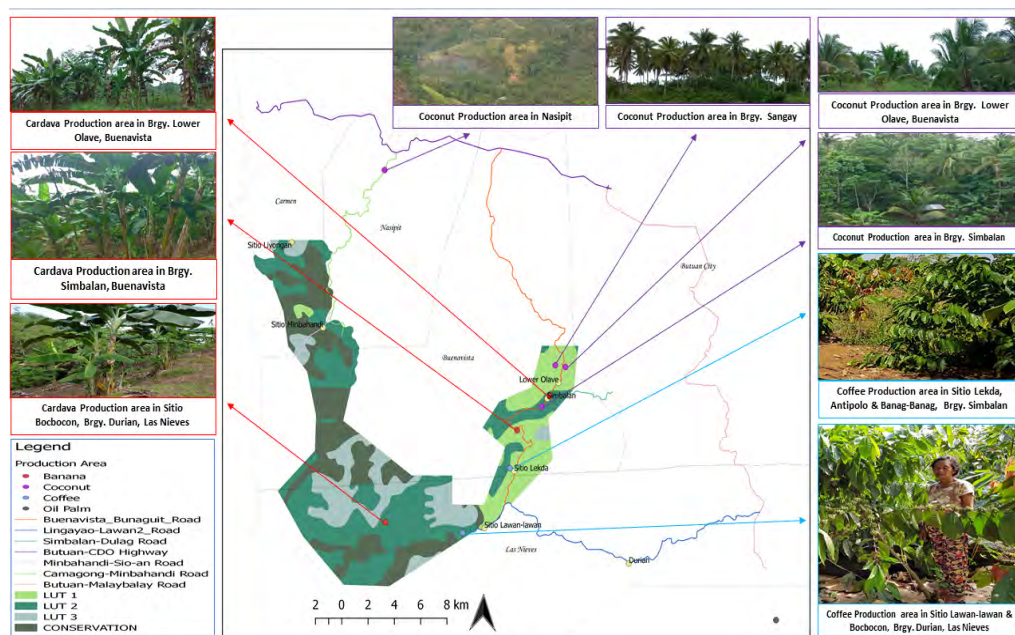 Coconut Production area in Nasipit
Coconut Production area in Brgy. Sangay
Coconut Production area in Brgy. Lower
Olave, Buenavista
Cardava Production area in Brgy. Lower
Olave, Buenavista
Coconut Production area in Brgy. Simbalan
Cardava Production area in Brgy.
Simbalan, Buenavista
Coffee Production area in Sitio Lekda,
Antipolo & Banag-Banag, Brgy. Simbalan
Cardava Production area in Sitio
Bocbocon, Brgy. Durian, Las Nieves
Coffee Production area in Sitio Lawan-lawan &
Bocbocon, Brgy. Durian, Las Nieves
Carmen
Nasipit
Sitio Liyongan
Butuan City
Sitio Minbahandi
Buenavista
Lower Olave
Simbalan
Sitio Lekda
Sitio Lawan-lawan
Las Nieves
Durian
Legend
Production Area
Banana
Coconut
Coffee
Oil Palm
Buenavista_Bunaguit_Road
Lingayao-Lawan2_Road
Simbalan-Dulag Road
Butuan-CDO Highway
Minbahandi-Sio-an Road
Camagong-Minbahandi Road
Butuan-Malaybalay Road
LUT 1
LUT 2
LUT 3
CONSERVATION
2 0 2 4 6 8 km